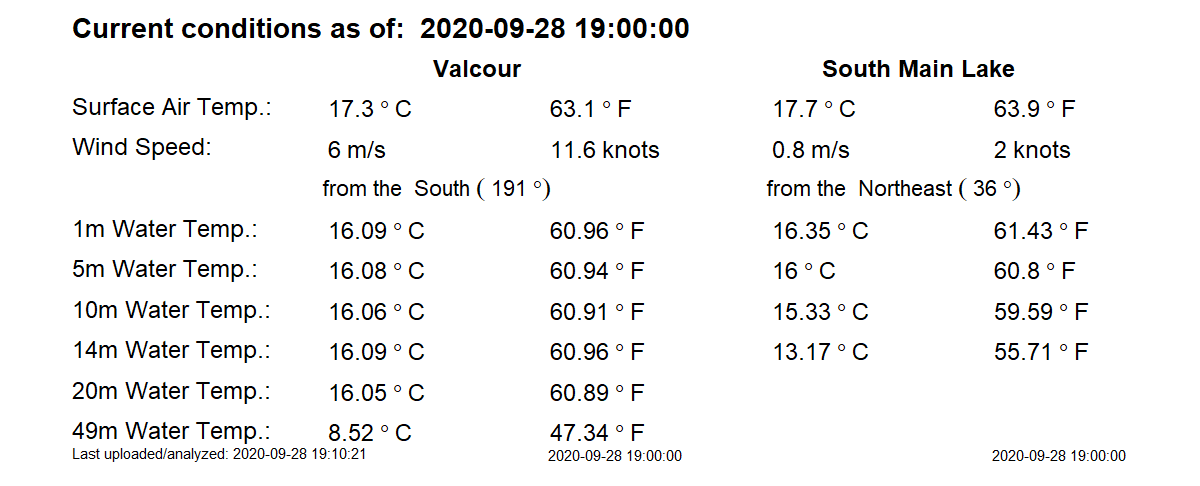 Current conditions as of: 2020-09-28 19:00:00
Valcour South Main Lake
Surface Air Temp.: 17.3 ° C 63.1 ° F 17.7 ° C 63.9 ° F
Wind Speed: 6 m/s 11.6 knots 0.8 m/s 2 knots
from the South ( 191 °) from the Northeast ( 36 °)
1m Water Temp.: 16.09 ° C 60.96 ° F 16.35 ° C 61.43 ° F
5m Water Temp.: 16.08 ° C 60.94 ° F 16 ° C 60.8 ° F
10m Water Temp.: 16.06 ° C 60.91 ° F 15.33 ° C 59.59 ° F
14m Water Temp.: 16.09 ° C 60.96 ° F 13.17 ° C 55.71 ° F
20m Water Temp.: 16.05 ° C 60.89 ° F
49m Water Temp.: 8.52 ° C 47.34 ° F
Last uploaded/analyzed: 2020-09-28 19:10:21 2020-09-28 19:00:00 2020-09-28 19:00:00